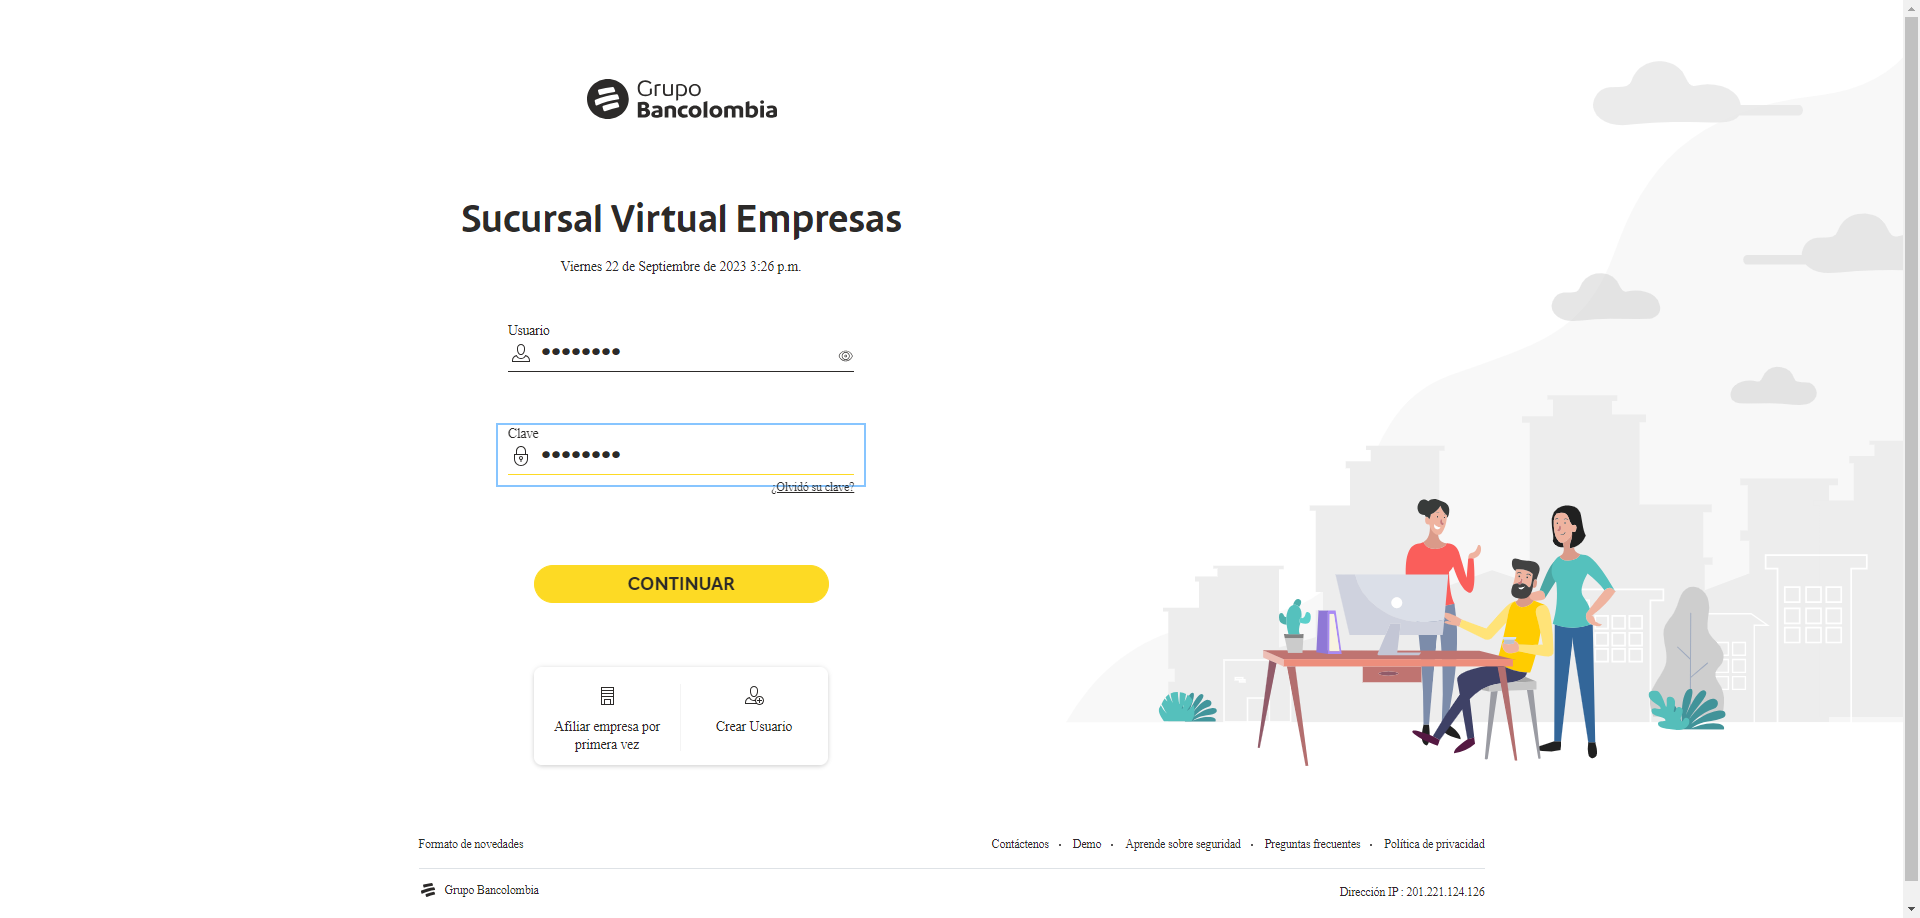 Grupo
Bancolombia
Sucursal Virtual Empresas
Viernes 22 de Septiembre de 2023 3:26 p.m.
Usuario
••••••••
Clave
••••••••
¿Olvidó su clave?
CONTINUAR
Afiliar empresa por
primera vez
Crear Usuario
Formato de novedades
Contáctenos · Demo · Aprende sobre seguridad · Preguntas frecuentes · Política de privacidad
Grupo Bancolombia
Dirección IP : 201.221.124.126